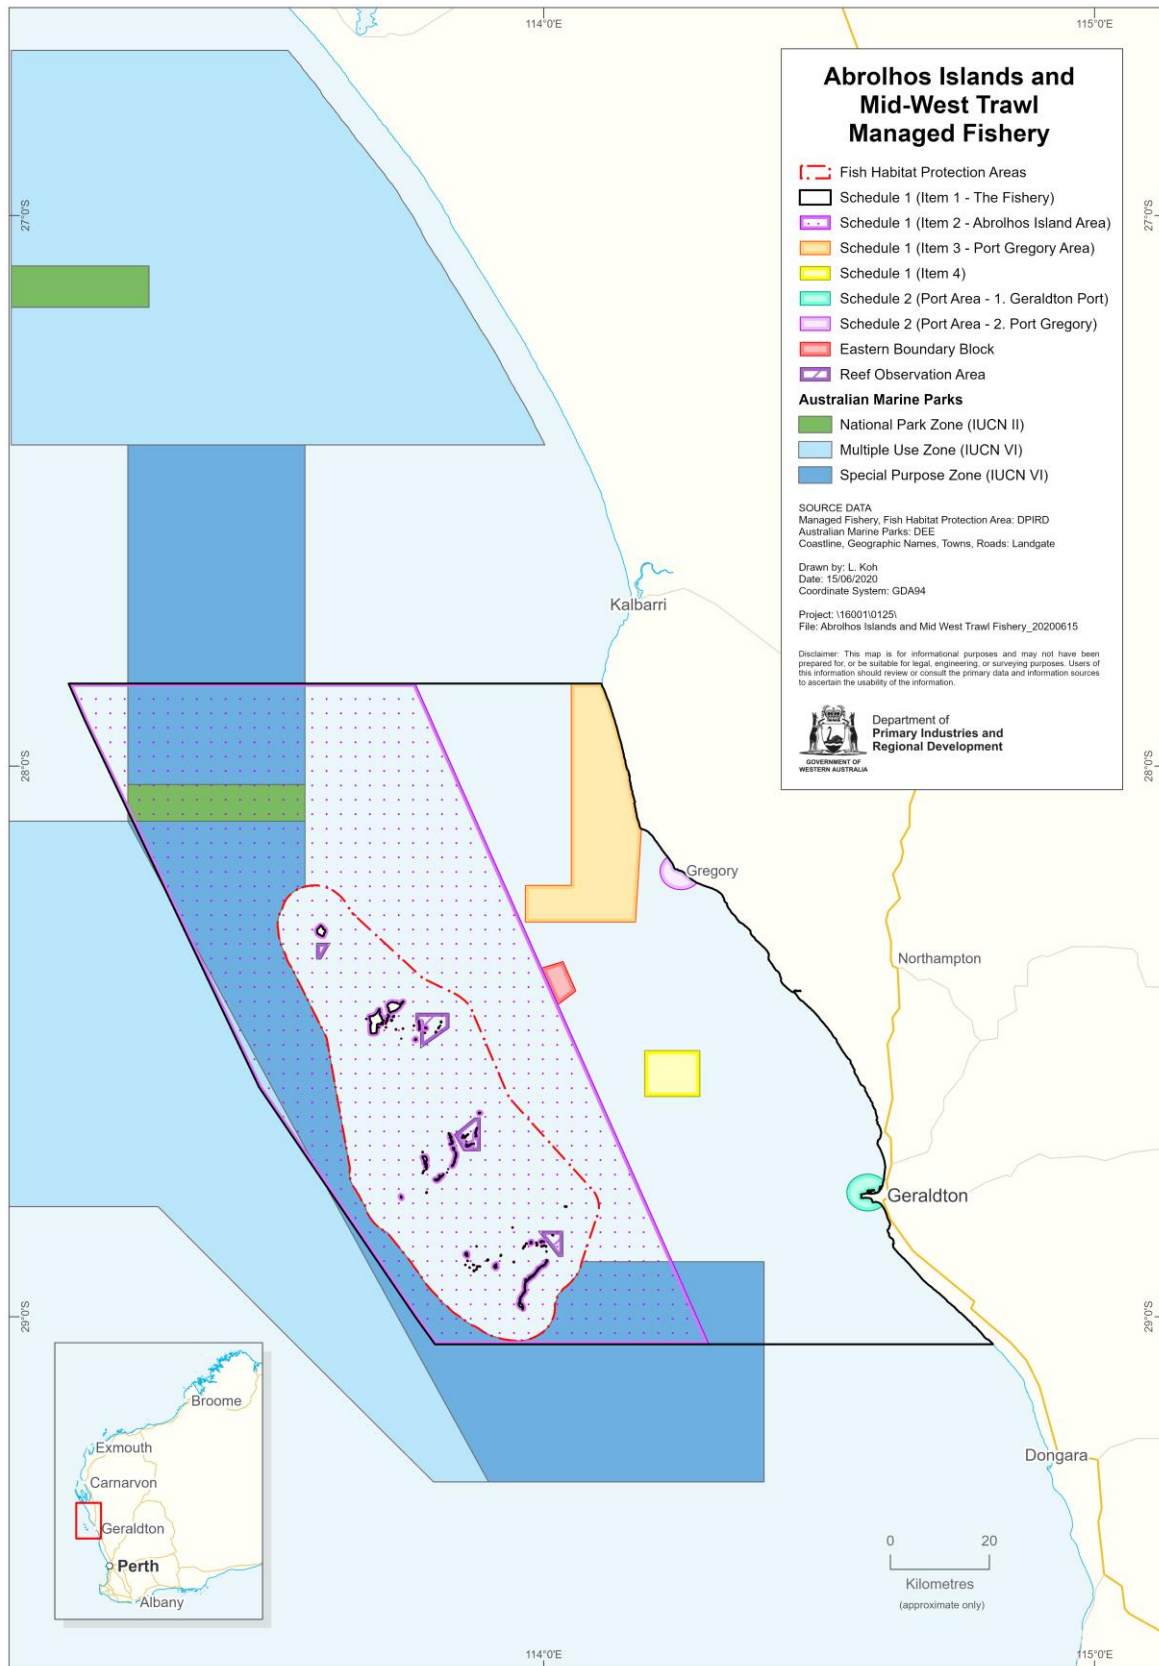 114°0'E
115°0'E
Abrolhos Islands and
Mid-West Trawl
Managed Fishery
Fish Habitat Protection Areas
Schedule 1 (Item 1 - The Fishery)
Schedule 1 (Item 2 - Abrolhos Island Area)
Schedule 1 (Item 3 - Port Gregory Area)
Schedule 1 (Item 4)
Schedule 2 (Port Area - 1. Geraldton Port)
Schedule 2 (Port Area - 2. Port Gregory)
Eastern Boundary Block
Reef Observation Area
Australian Marine Parks
National Park Zone (IUCN II)
Multiple Use Zone (IUCN VI)
Special Purpose Zone (IUCN VI)
SOURCE DATA
Managed Fishery, Fish Habitat Protection Area: DPIRD
Australian Marine Parks: DEE
Coastline, Geographic Names, Towns, Roads: Landgate
Drawn by: L. Koh
Date: 15/06/2020
Coordinate System: GDA94
Project: \16001\0125\
File: Abrolhos Islands and Mid West Trawl Fishery_20200615
Disclaimer: This map is for informational purposes and may not have been
prepared for, or be suitable for legal, engineering, or surveying purposes. Users of
this information should review or consult the primary data and information sources
to ascertain the usability of the information.
GOVERNMENT OF
WESTERN AUSTRALIA
Department of
Primary Industries and
Regional Development
27°0'S
27°0'S
Kalbarri
28°0'S
28°0'S
Gregory
Northampton
Geraldton
29°0'S
29°0'S
Dongara
Broome
Exmouth
Carnarvon
Geraldton
Perth
Albany
0
20
Kilometres
(approximate only)
114°0'E
115°0'E